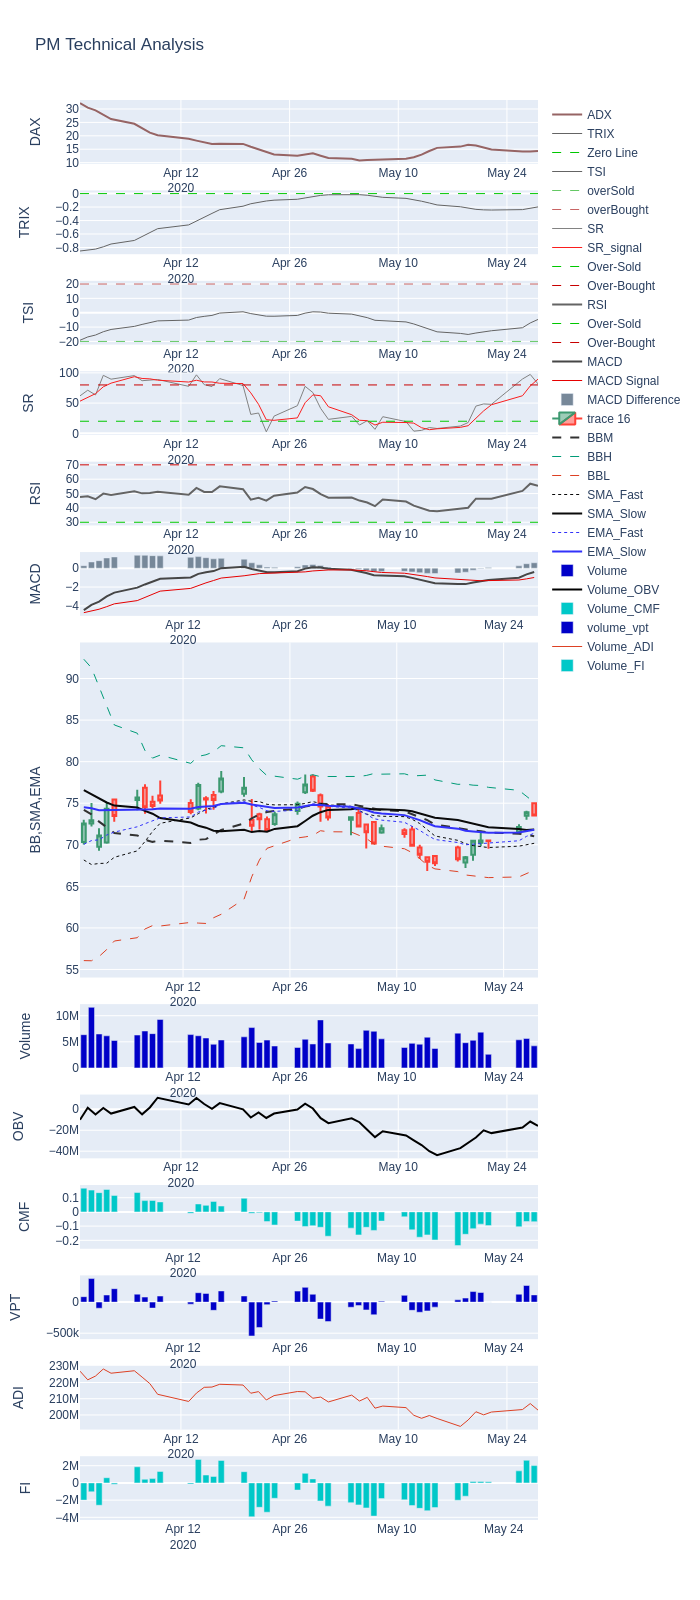 PM Technical Analysis
DAX
30
25
20
15
10
Apr 12
2020
Apr 26
May 10
May 24
TRIX
0
−0.2
−0.4
−0.6
−0.8
Apr 12
2020
Apr 26
May 10
May 24
TSI
20
10
0
−10
−20
Apr 12
2020
Apr 26
May 10
May 24
SR
100
50
0
Apr 12
2020
Apr 26
May 10
May 24
RSI
70
60
50
40
30
Apr 12
2020
Apr 26
May 10
May 24
MACD
0
−2
−4
Apr 12
2020
Apr 26
May 10
May 24
BB,SMA,EMA
90
85
80
75
70
65
60
55
Apr 12
2020
Apr 26
May 10
May 24
Volume
10M
5M
0
Apr 12
2020
Apr 26
May 10
May 24
OBV
0
−20M
−40M
Apr 12
2020
Apr 26
May 10
May 24
CMF
0.1
0
−0.1
−0.2
Apr 12
2020
Apr 26
May 10
May 24
VPT
0
−500k
Apr 12
2020
Apr 26
May 10
May 24
ADI
230M
220M
210M
200M
Apr 12
2020
Apr 26
May 10
May 24
FI
2M
0
−2M
−4M
Apr 12
2020
Apr 26
May 10
May 24
ADX
TRIX
Zero Line
TSI
overSold
overBought
SR
SR_signal
Over-Sold
Over-Bought
RSI
Over-Sold
Over-Bought
MACD
MACD Signal
MACD Difference
trace 16
BBM
BBH
BBL
SMA_Fast
SMA_Slow
EMA_Fast
EMA_Slow
Volume
Volume_OBV
Volume_CMF
volume_vpt
Volume_ADI
Volume_FI